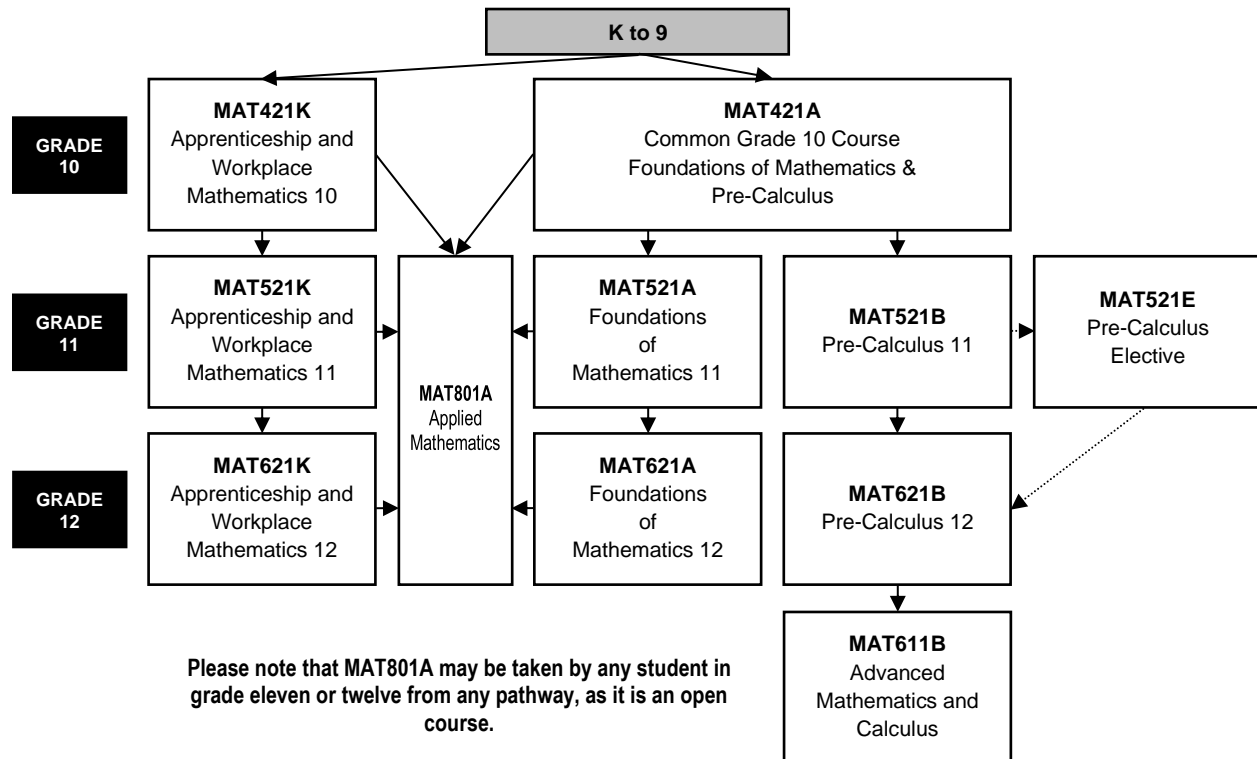 K to 9
GRADE
10
MAT421K
Apprenticeship and
Workplace
Mathematics 10
MAT421A
Common Grade 10 Course
Foundations of Mathematics &
Pre-Calculus
GRADE
11
MAT521K
Apprenticeship and
Workplace
Mathematics 11
MAT801A
Applied
Mathematics
MAT521A
Foundations
of
Mathematics 11
MAT521B
Pre-Calculus 11
MAT521E
Pre-Calculus
Elective
GRADE
12
MAT621K
Apprenticeship and
Workplace
Mathematics 12
MAT621A
Foundations
of
Mathematics 12
MAT621B
Pre-Calculus 12
MAT611B
Advanced
Mathematics and
Calculus
Please note that MAT801A may be taken by any student in
grade eleven or twelve from any pathway, as it is an open
course.